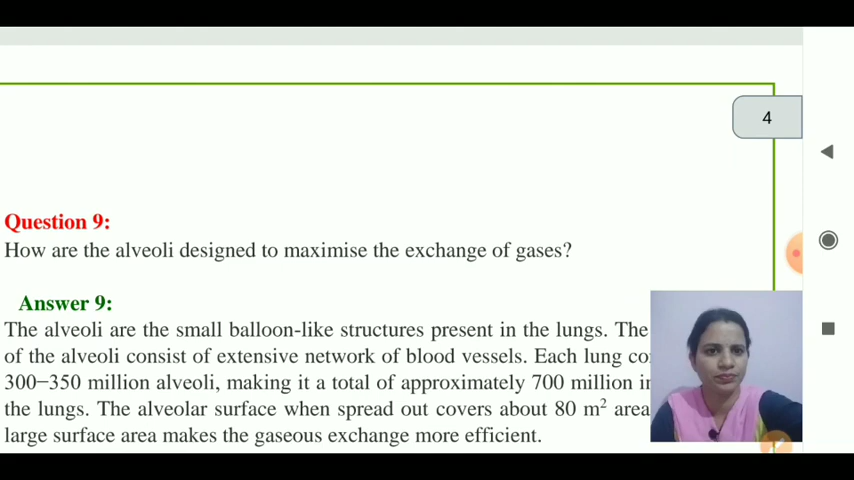 4
Question 9:
How are the alveoli designed to maximise the exchange of gases?
Answer 9:
The alveoli are the small balloon-like structures present in the lungs. The
of the alveoli consist of extensive network of blood vessels. Each lung
300−350 million alveoli, making it a total of approximately 700 million
the lungs. The alveolar surface when spread out covers about 80 m² area
large surface area makes the gaseous exchange more efficient.